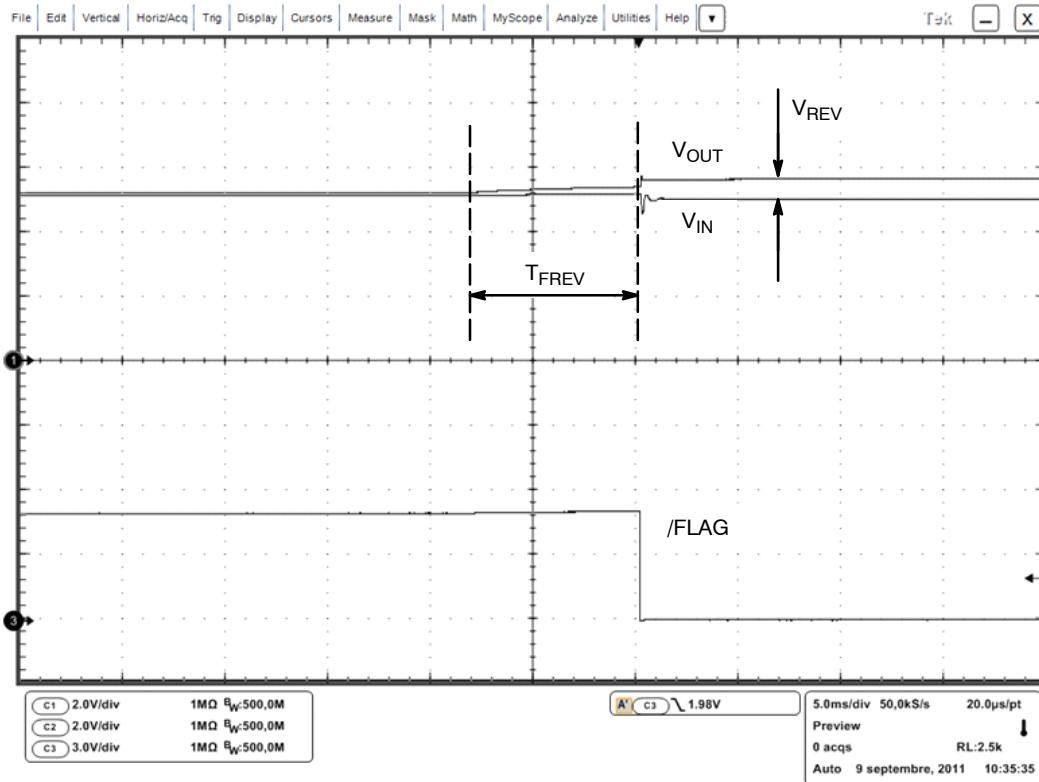 File Edit Vertical Horiz/Acq Trig Display Cursors Measure Mask Math MyScope Analyze Utilities Help Tek X
VREV
VOUT
VIN
TFREV
1
/FLAG
3
C1 2.0V/div 1MΩ BW:500,0M
C2 2.0V/div 1MΩ BW:500,0M
C3 3.0V/div 1MΩ BW:500,0M
A' C3 1.98V
5.0ms/div 50,0kS/s 20.0µs/pt
Preview
0 acqs RL:2.5k
Auto 9 septembre, 2011 10:35:35